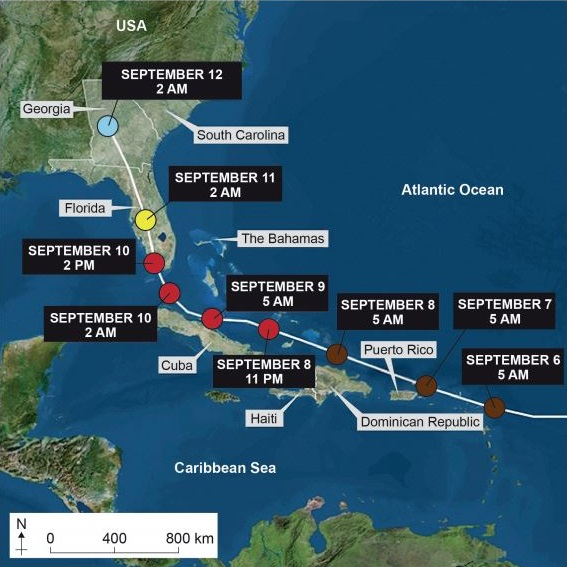 USA
SEPTEMBER 12
2 AM
Georgia
South Carolina
SEPTEMBER 11
2 AM
Atlantic Ocean
Florida
The Bahamas
SEPTEMBER 10
2 PM
SEPTEMBER 9
5 AM
SEPTEMBER 8
5 AM
SEPTEMBER 7
5 AM
SEPTEMBER 10
2 AM
Puerto Rico
SEPTEMBER 6
5 AM
Cuba
SEPTEMBER 8
11 PM
Haiti
Dominican Republic
Caribbean Sea
N
0 400 800 km